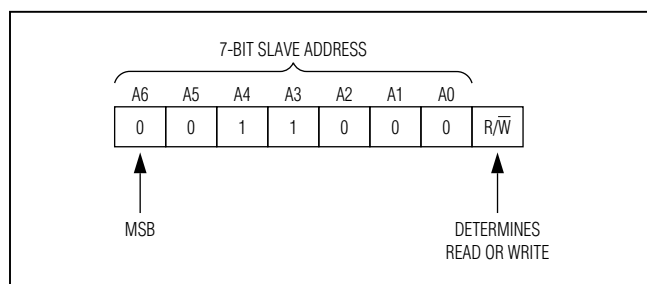 7-BIT SLAVE ADDRESS
A6 A5 A4 A3 A2 A1 A0
0 0 1 1 0 0 0 R/W̅
MSB
DETERMINES
READ OR WRITE